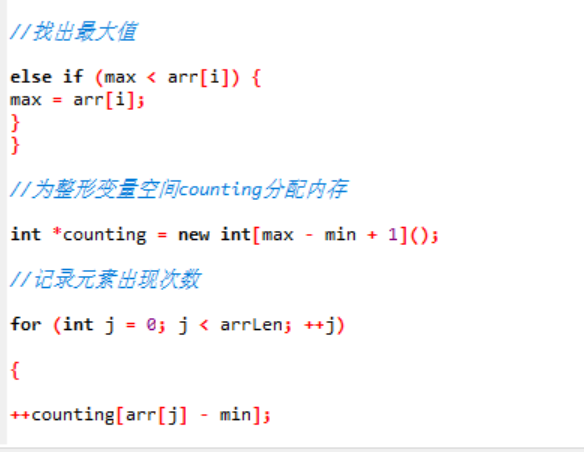 //找出最大值
else if (max < arr[i]) {
max = arr[i];
}
}
//为整形变量空间counting分配内存
int *counting = new int[max - min + 1]();
//记录元素出现次数
for (int j = 0; j < arrLen; ++j)
{
++counting[arr[j] - min];